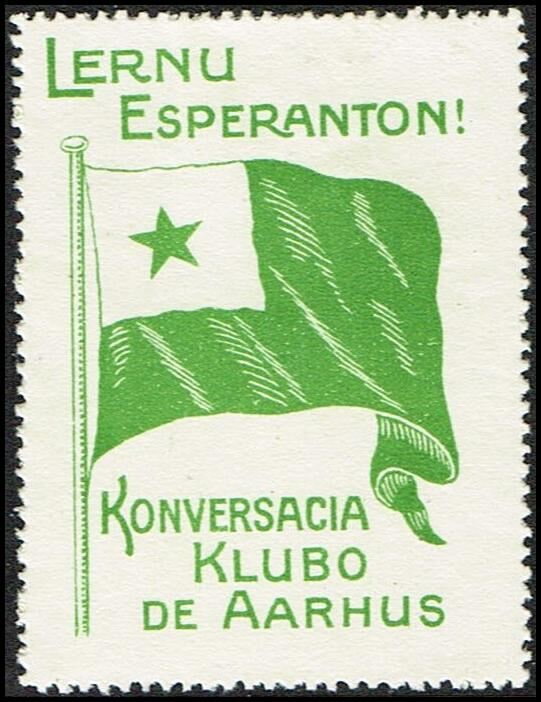 LERNU
ESPERANTON!
KONVERSACIA
KLUBO
DE AARHUS